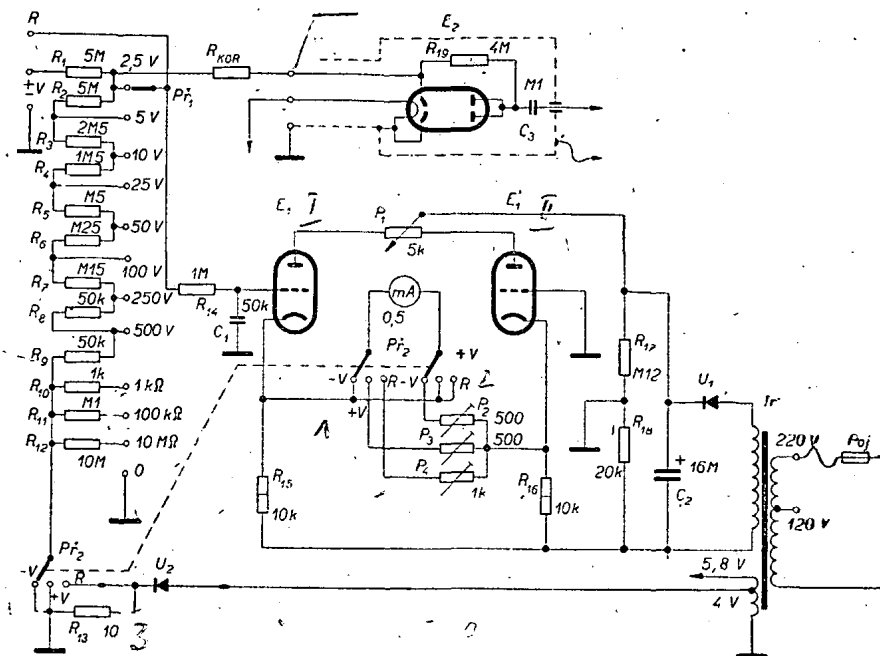 R
E2
R1 5M
2,5 V
RKOR
R19 4M
M1
±V
R2 5M
Př1
5 V
C3
R3 2M5
10 V
R4 1M5
25 V
R5 M5
50 V
R6 M25
100 V
E1 I
P1
5k
E1' II
R7 M15
250 V
1M
R14
50k
C1
R8 50k
500 V
mA
0,5
R9 50k
Př2
+V
R17
M12
R10 1k
1 kΩ
-V
R
-V
R
+V
U1
Tr
R11 M1
100 kΩ
P2 500
R12
10M
10 MΩ
P3 500
R18
20k
220 V
Poj
0
P4
1k
+
16M
C2
R15
10k
R16
10k
120 V
Př2
-V
R
U2
5,8 V
+V
4 V
R13 10
3